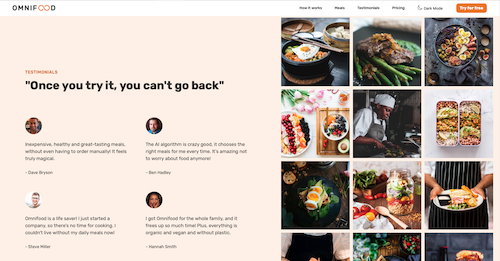 OMNIFOOD
How it works Meals Testimonials Pricing Dark Mode Try for free
TESTIMONIALS
"Once you try it, you can't go back"
Inexpensive, healthy and great-tasting meals,
without even having to order manually! It feels
truly magical.
- Dave Bryson
The AI algorithm is crazy good, it chooses the
right meals for me every time. It's amazing not
to worry about food anymore!
- Ben Hadley
Omnifood is a life saver! I just started a
company, so there's no time for cooking. I
couldn't live without my daily meals now!
- Steve Miller
I got Omnifood for the whole family, and it
frees up so much time! Plus, everything is
organic and vegan and without plastic.
- Hannah Smith